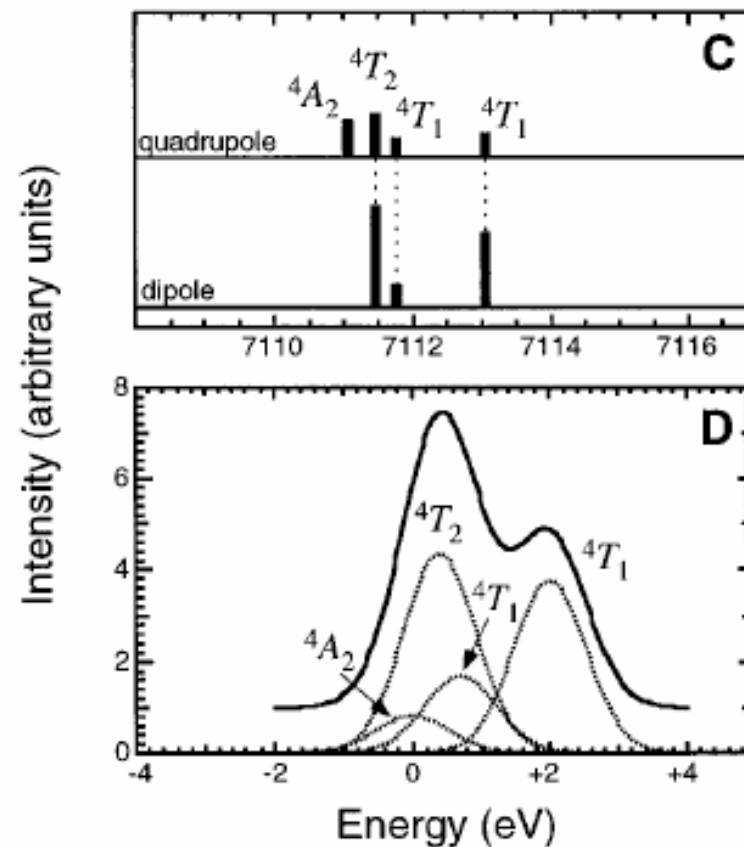 C
⁴A₂ ⁴T₂ ⁴T₁ ⁴T₁
quadrupole
dipole
7110 7112 7114 7116
Intensity (arbitrary units)
D
8
6
4
2
0
⁴T₂
⁴T₁
⁴T₁
⁴A₂
-4 -2 0 +2 +4
Energy (eV)